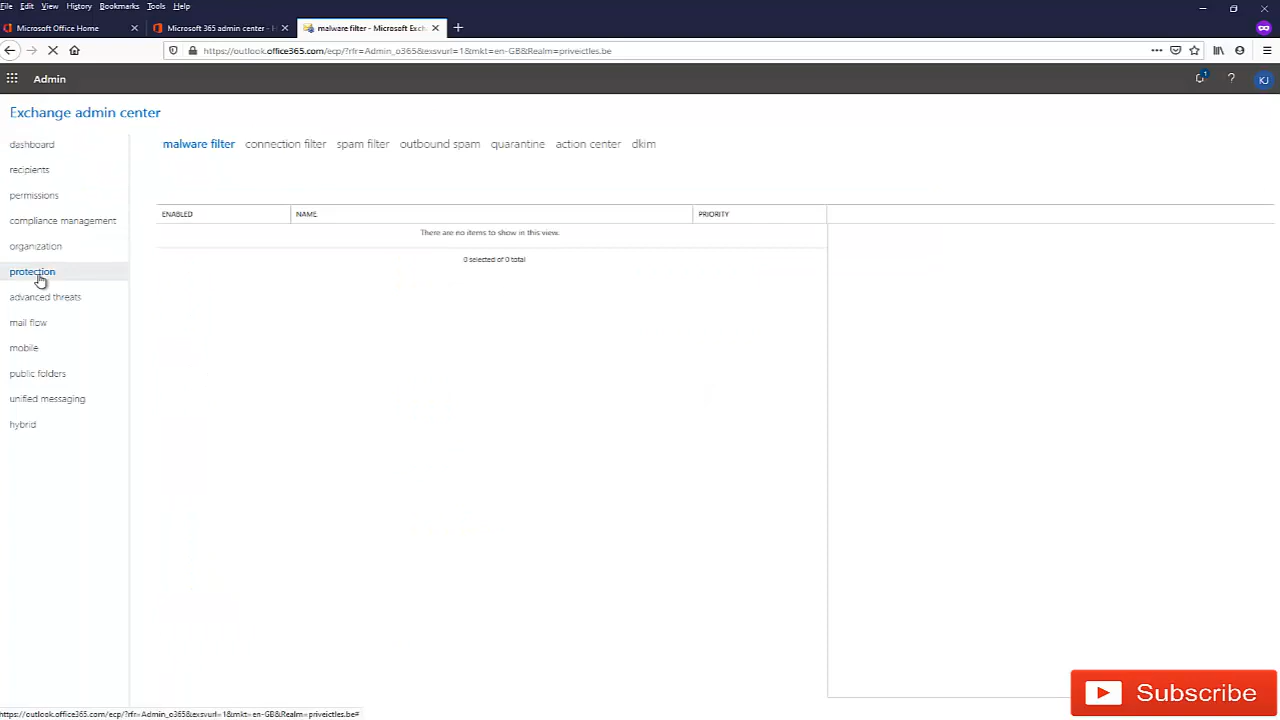 File Edit View History Bookmarks Tools Help
Microsoft Office Home
Microsoft 365 admin center - H
malware filter - Microsoft Exch
https://outlook.office365.com/ecp/?rfr=Admin_o365&exsvurl=1&mkt=en-GB&Realm=priveictles.be
Admin
1
?
KJ
Exchange admin center
dashboard
recipients
permissions
compliance management
organization
protection
advanced threats
mail flow
mobile
public folders
unified messaging
hybrid
malware filter connection filter spam filter outbound spam quarantine action center dkim
ENABLED NAME PRIORITY
There are no items to show in this view.
0 selected of 0 total
Subscribe
https://outlook.office365.com/ecp/?rfr=Admin_o365&exsvurl=1&mkt=en-GB&Realm=priveictles.be#